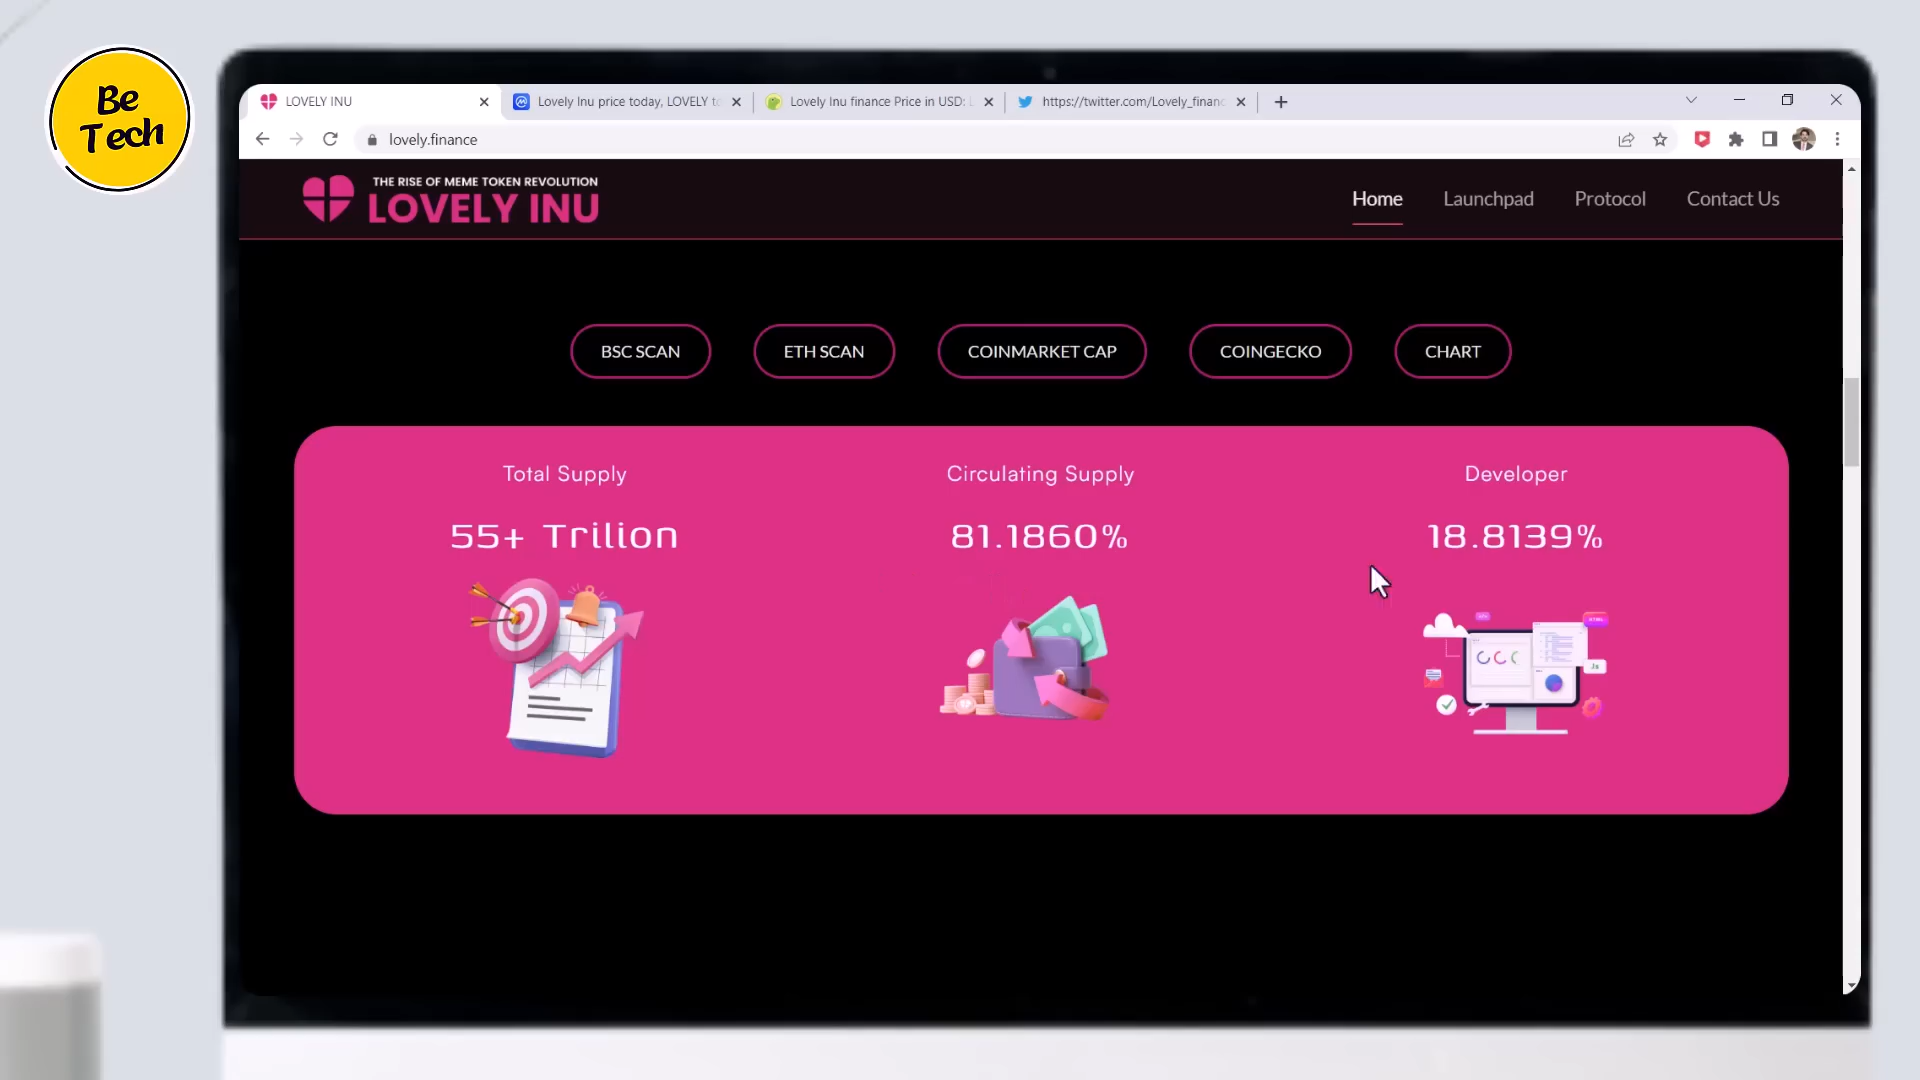 Be
Tech
LOVELY INU
Lovely Inu price today, LOVELY to
Lovely Inu finance Price in USD:
https://twitter.com/Lovely_financ
lovely.finance
THE RISE OF MEME TOKEN REVOLUTION
LOVELY INU
Home
Launchpad
Protocol
Contact Us
BSC SCAN
ETH SCAN
COINMARKET CAP
COINGECKO
CHART
Total Supply
Circulating Supply
Developer
55+ Trilion
81.1860%
18.8139%